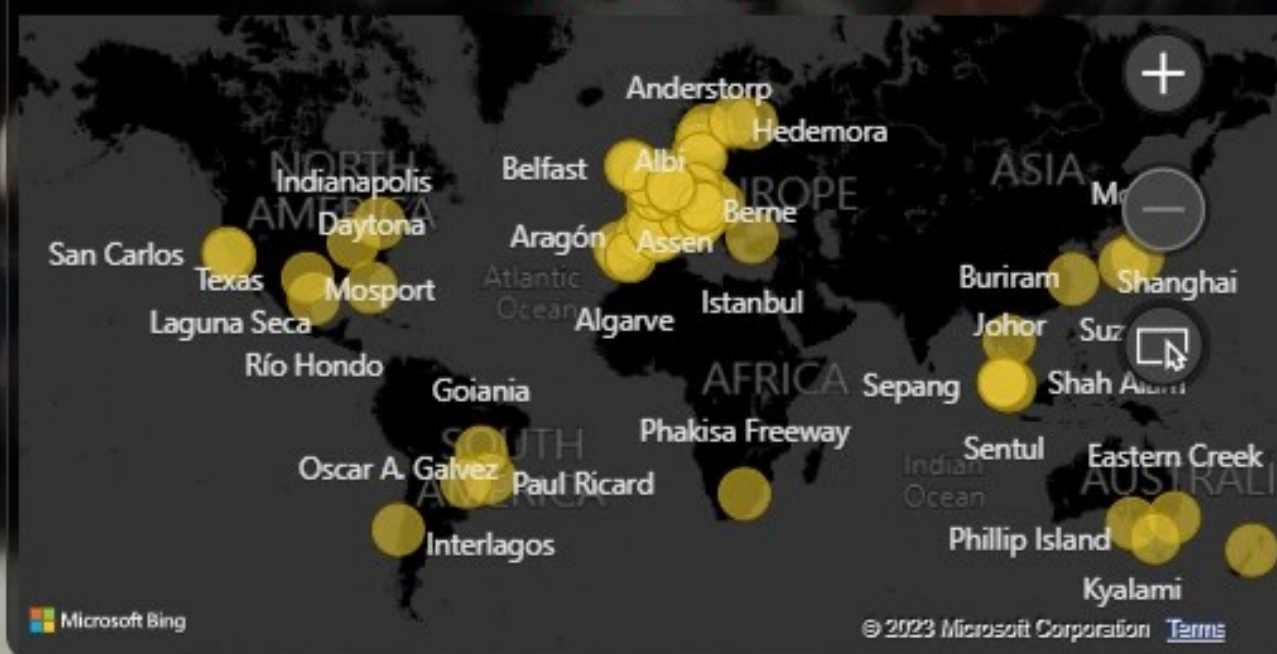 Anderstorp
Hedemora
Belfast
Albi
ASIA
NORTH
AMERICA
Indianapolis
Daytona
Berne
Aragón
Assen
San Carlos
Texas
Mosport
Atlantic
Ocean
Buriram
Shanghai
Istanbul
Laguna Seca
Algarve
Johor
Río Hondo
AFRICA
Sepang
Shah Alam
Goiania
Phakisa Freeway
SOUTH
AMERICA
Sentul
Eastern Creek
Oscar A. Galvez
Paul Ricard
Indian
Ocean
Interlagos
Phillip Island
Kyalami
Microsoft Bing
© 2023 Microsoft Corporation Terms